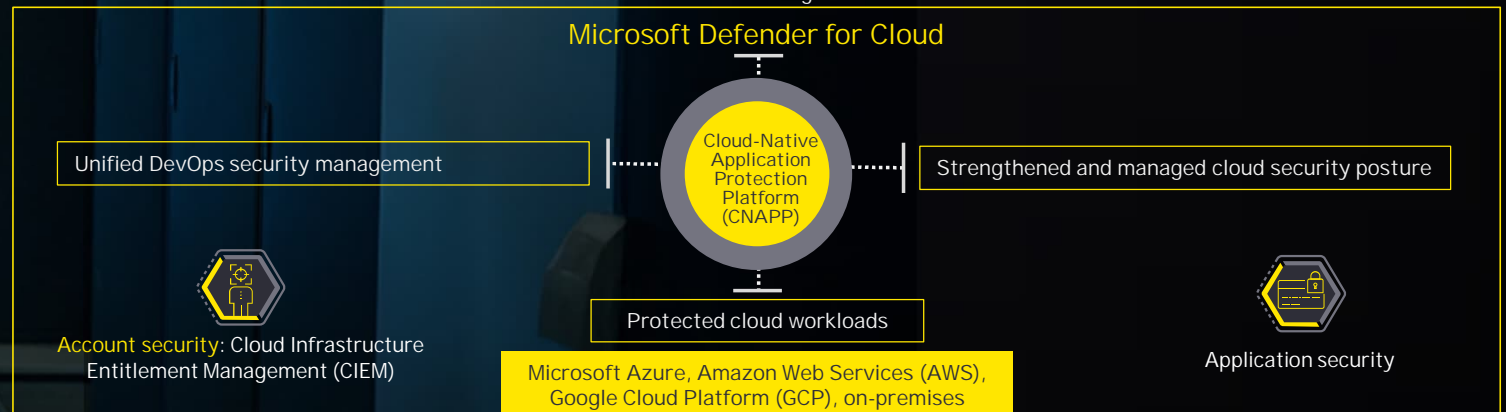 Microsoft Defender for Cloud
Cloud-Native
Application
Protection
Platform
(CNAPP)
Unified DevOps security management
Strengthened and managed cloud security posture
Protected cloud workloads
Account security: Cloud Infrastructure
Entitlement Management (CIEM)
Microsoft Azure, Amazon Web Services (AWS),
Google Cloud Platform (GCP), on-premises
Application security